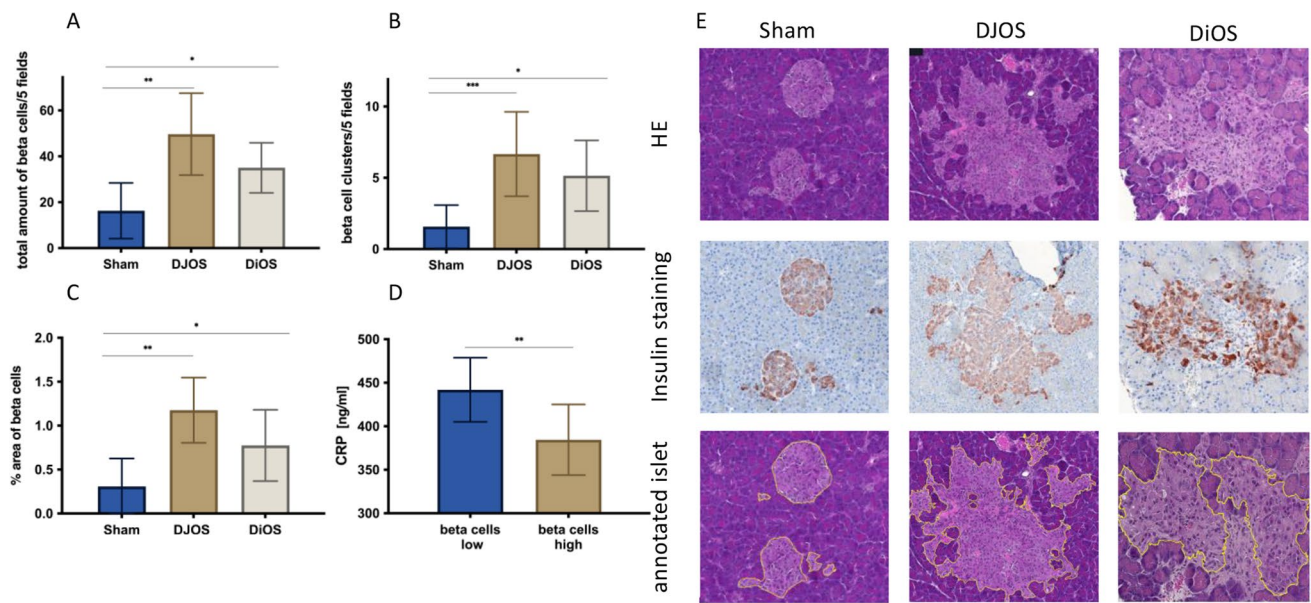 A
total amount of beta cells/5 fields
60
40
20
0
*
**
Sham DJOS DiOS
B
beta cell clusters/5 fields
10
5
0
*
***
Sham DJOS DiOS
C
% area of beta cells
2.0
1.5
1.0
0.5
0.0
*
**
Sham DJOS DiOS
D
CRP [ng/ml]
500
450
400
350
300
**
beta cells beta cells
low high
E
Sham DJOS DiOS
HE
Insulin staining
annotated islet